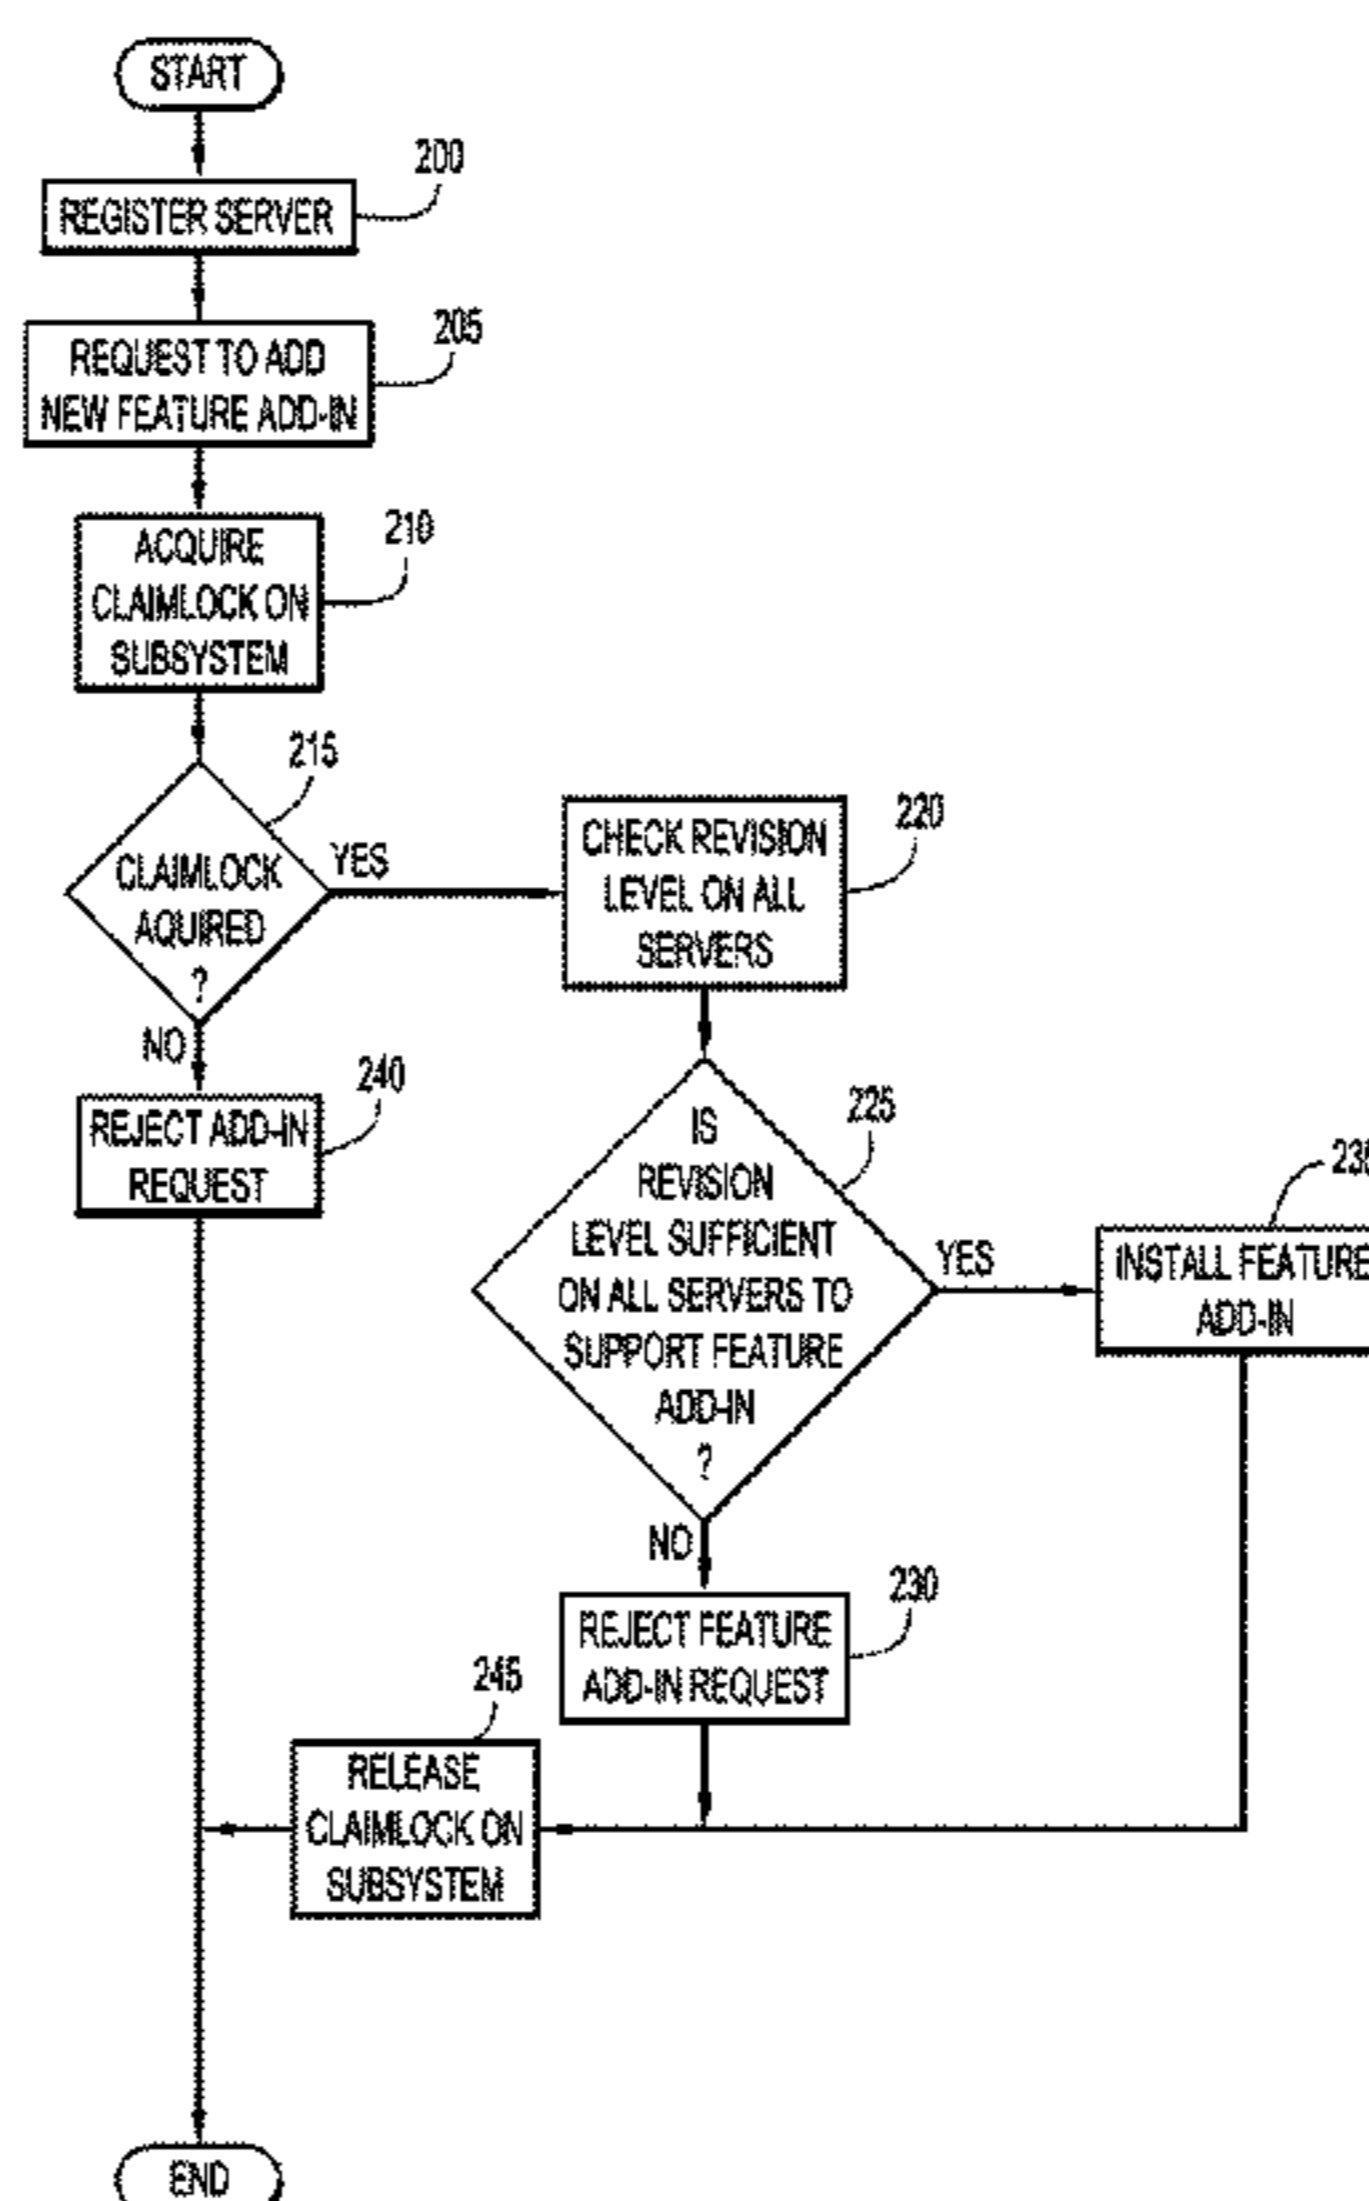 START
200
REGISTER SERVER
205
REQUEST TO ADD
NEW FEATURE ADD-IN
210
ACQUIRE
CLAIMLOCK ON
SUBSYSTEM
215
CLAIMLOCK
AQUIRED
?
YES
NO
220
CHECK REVISION
LEVEL ON ALL
SERVERS
240
REJECT ADD-IN
REQUEST
225
IS
REVISION
LEVEL SUFFICIENT
ON ALL SERVERS TO
SUPPORT FEATURE
ADD-IN
?
YES
NO
235
INSTALL FEATURE
ADD-IN
230
REJECT FEATURE
ADD-IN REQUEST
245
RELEASE
CLAIMLOCK ON
SUBSYSTEM
END